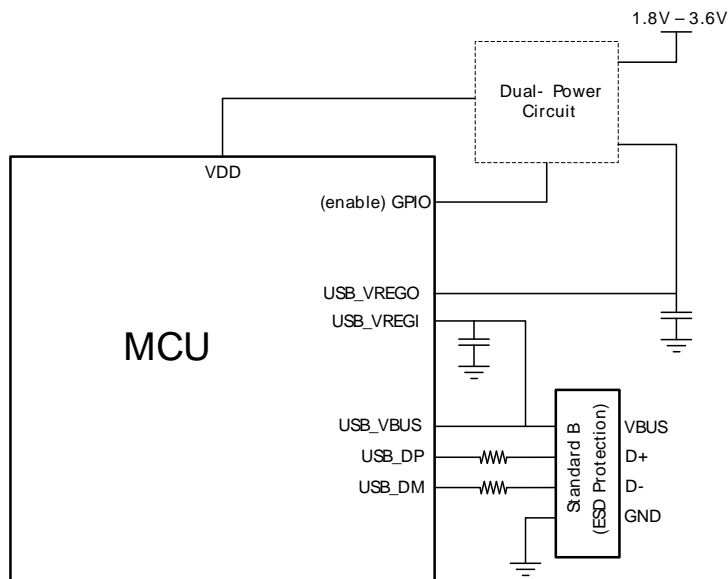 1.8V – 3.6V
Dual- Power
Circuit
VDD
(enable) GPIO
USB_VREGO
USB_VREGI
MCU
USB_VBUS
USB_DP
USB_DM
Standard B
(ESD Protection)
VBUS
D+
D-
GND